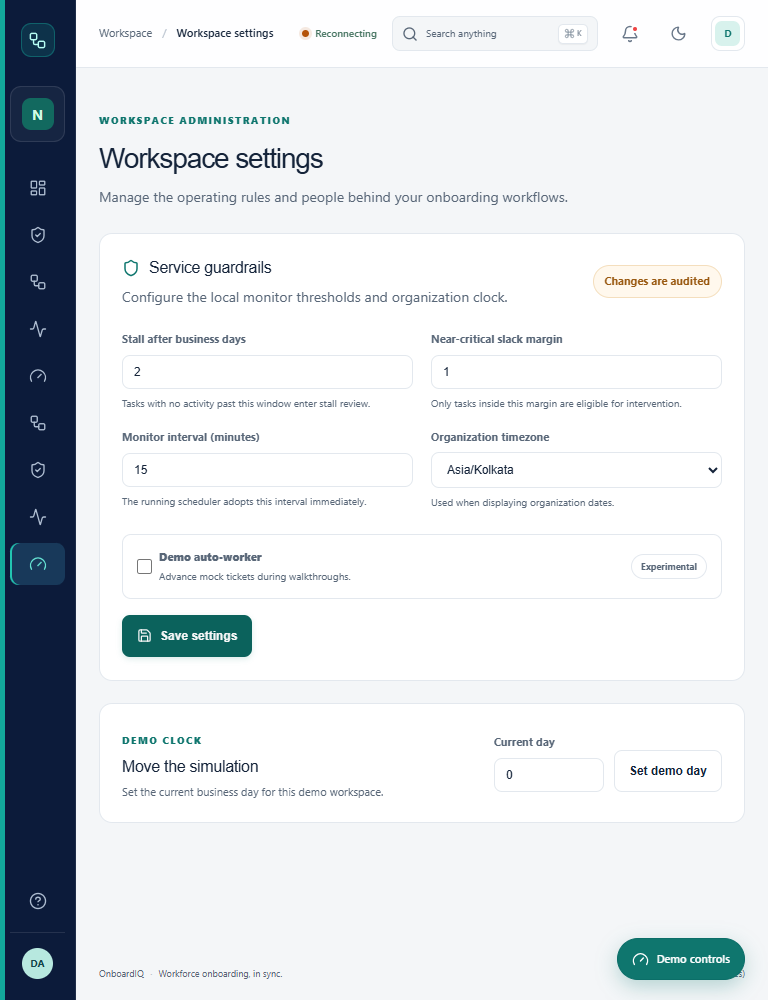 Workspace / Workspace settings
Reconnecting
Search anything
⌘ K
D
N
WORKSPACE ADMINISTRATION
Workspace settings
Manage the operating rules and people behind your onboarding workflows.
Service guardrails
Configure the local monitor thresholds and organization clock.
Changes are audited
Stall after business days
2
Tasks with no activity past this window enter stall review.
Near-critical slack margin
1
Only tasks inside this margin are eligible for intervention.
Monitor interval (minutes)
15
The running scheduler adopts this interval immediately.
Organization timezone
Asia/Kolkata
Used when displaying organization dates.
Demo auto-worker
Advance mock tickets during walkthroughs.
Experimental
Save settings
DEMO CLOCK
Move the simulation
Set the current business day for this demo workspace.
Current day
0
Set demo day
DA
OnboardIQ · Workforce onboarding, in sync.
Demo controls